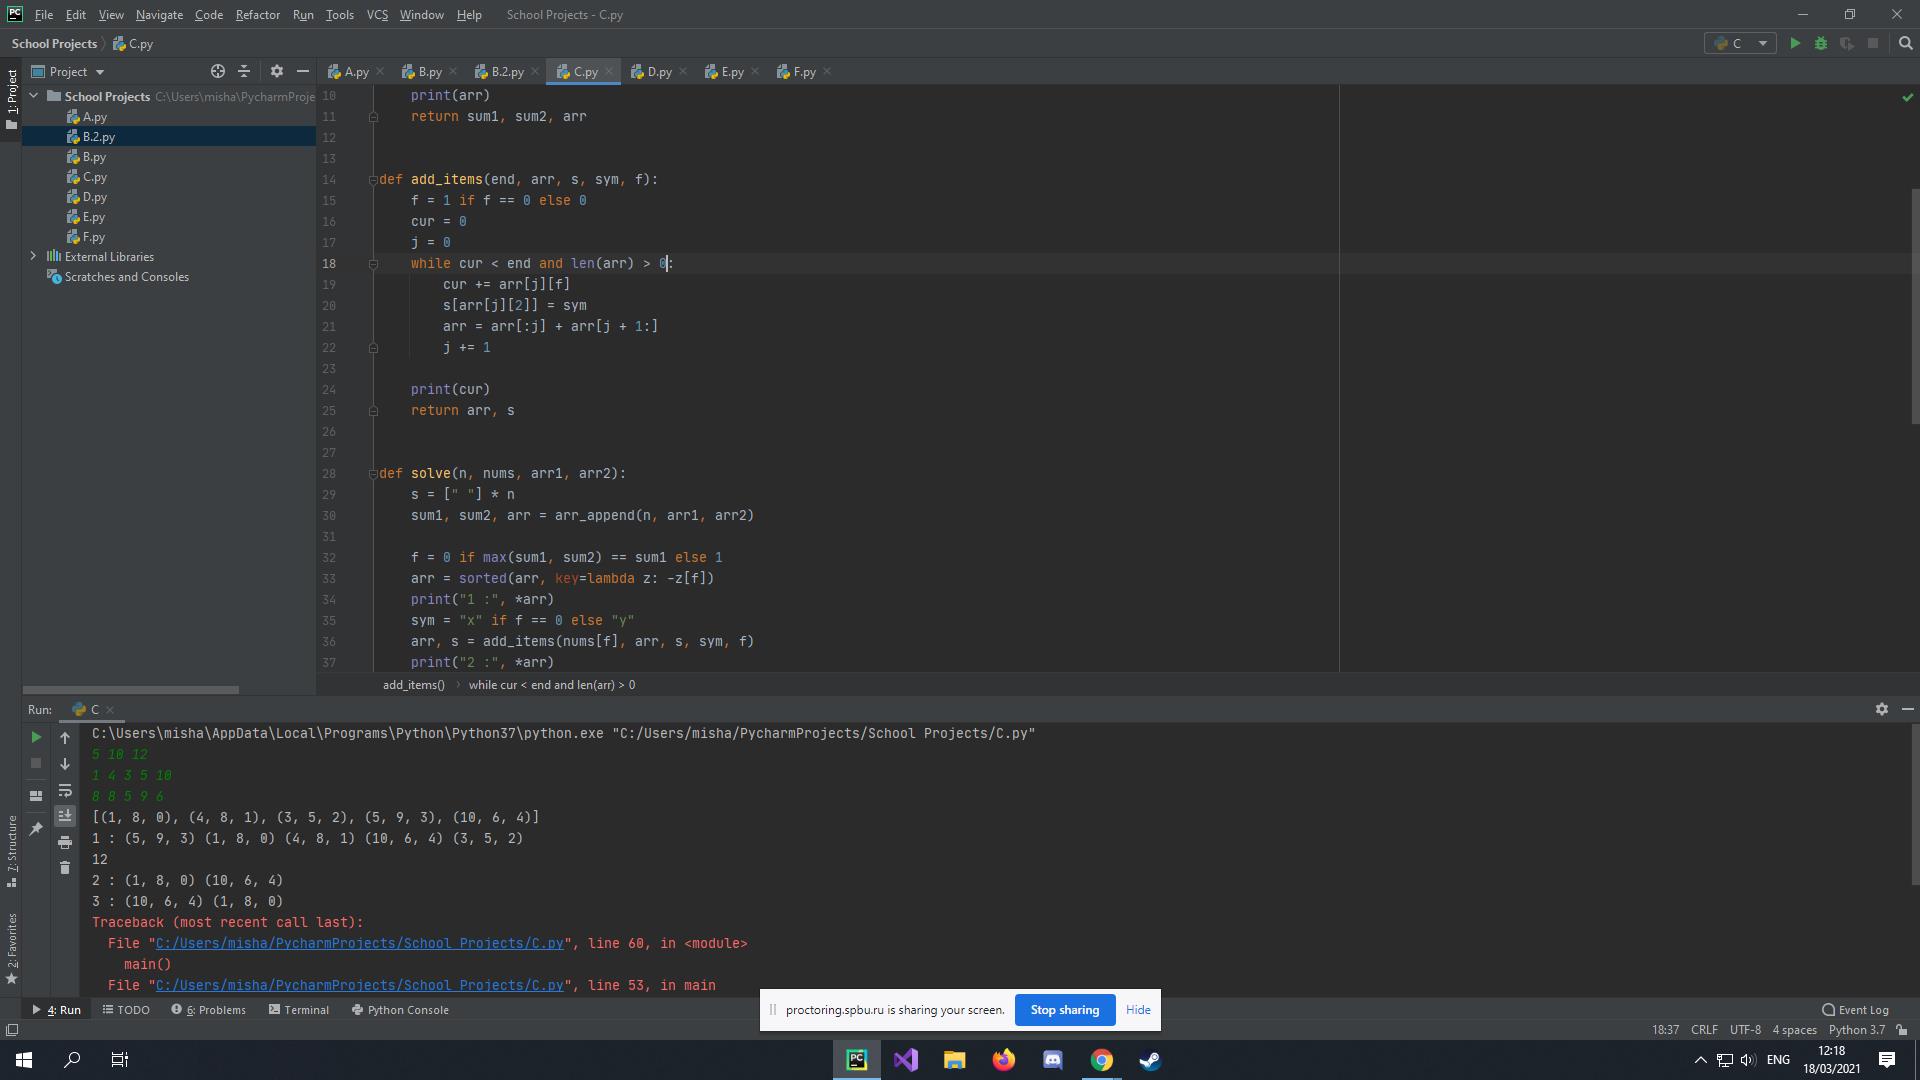 File Edit View Navigate Code Refactor Run Tools VCS Window Help School Projects - C.py
School Projects C.py C
Project A.py B.py B.2.py C.py D.py E.py F.py
1: Project
School Projects C:\Users\misha\PycharmProje
A.py
B.2.py
B.py
C.py
D.py
E.py
F.py
External Libraries
Scratches and Consoles
10 print(arr)
11 return sum1, sum2, arr
12
13
14 def add_items(end, arr, s, sym, f):
15 f = 1 if f == 0 else 0
16 cur = 0
17 j = 0
18 while cur < end and len(arr) > 0:
19 cur += arr[j][f]
20 s[arr[j][2]] = sym
21 arr = arr[:j] + arr[j + 1:]
22 j += 1
23
24 print(cur)
25 return arr, s
26
27
28 def solve(n, nums, arr1, arr2):
29 s = [" "] * n
30 sum1, sum2, arr = arr_append(n, arr1, arr2)
31
32 f = 0 if max(sum1, sum2) == sum1 else 1
33 arr = sorted(arr, key=lambda z: -z[f])
34 print("1 :", *arr)
35 sym = "x" if f == 0 else "y"
36 arr, s = add_items(nums[f], arr, s, sym, f)
37 print("2 :", *arr)
add_items() while cur < end and len(arr) > 0
Run: C
C:\Users\misha\AppData\Local\Programs\Python\Python37\python.exe "C:/Users/misha/PycharmProjects/School Projects/C.py"
5 10 12
1 4 3 5 10
8 8 5 9 6
[(1, 8, 0), (4, 8, 1), (3, 5, 2), (5, 9, 3), (10, 6, 4)]
1 : (5, 9, 3) (1, 8, 0) (4, 8, 1) (10, 6, 4) (3, 5, 2)
12
2 : (1, 8, 0) (10, 6, 4)
3 : (10, 6, 4) (1, 8, 0)
Traceback (most recent call last):
File "C:/Users/misha/PycharmProjects/School Projects/C.py", line 60, in <module>
main()
File "C:/Users/misha/PycharmProjects/School Projects/C.py", line 53, in main
7: Structure
2: Favorites
proctoring.spbu.ru is sharing your screen. Stop sharing Hide
4: Run TODO 6: Problems Terminal Python Console Event Log
18:37 CRLF UTF-8 4 spaces Python 3.7
PC
ENG
12:18
18/03/2021